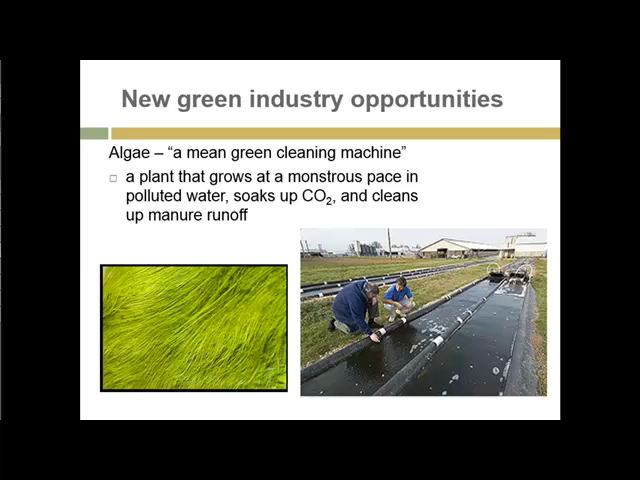 New green industry opportunities
Algae – “a mean green cleaning machine”
a plant that grows at a monstrous pace in
polluted water, soaks up CO₂, and cleans
up manure runoff